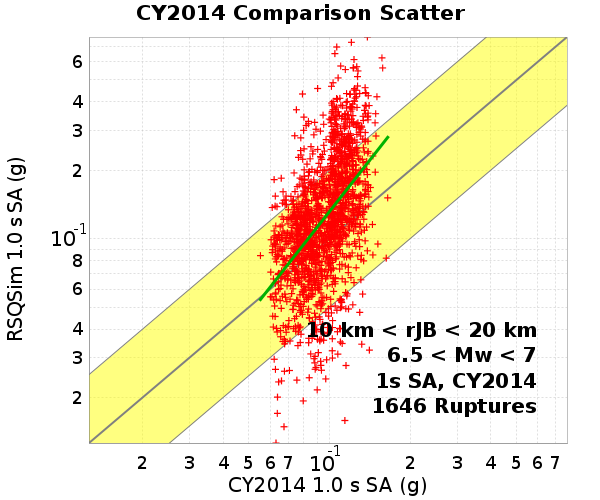 CY2014 Comparison Scatter
RSQSim 1.0 s SA (g)
6
4
3
2
10-1
8
6
4
3
2
10 km < rJB < 20 km
6.5 < Mw < 7
1s SA, CY2014
1646 Ruptures
2 3 4 5 6 7 10-1 2 3 4 5 6 7
CY2014 1.0 s SA (g)